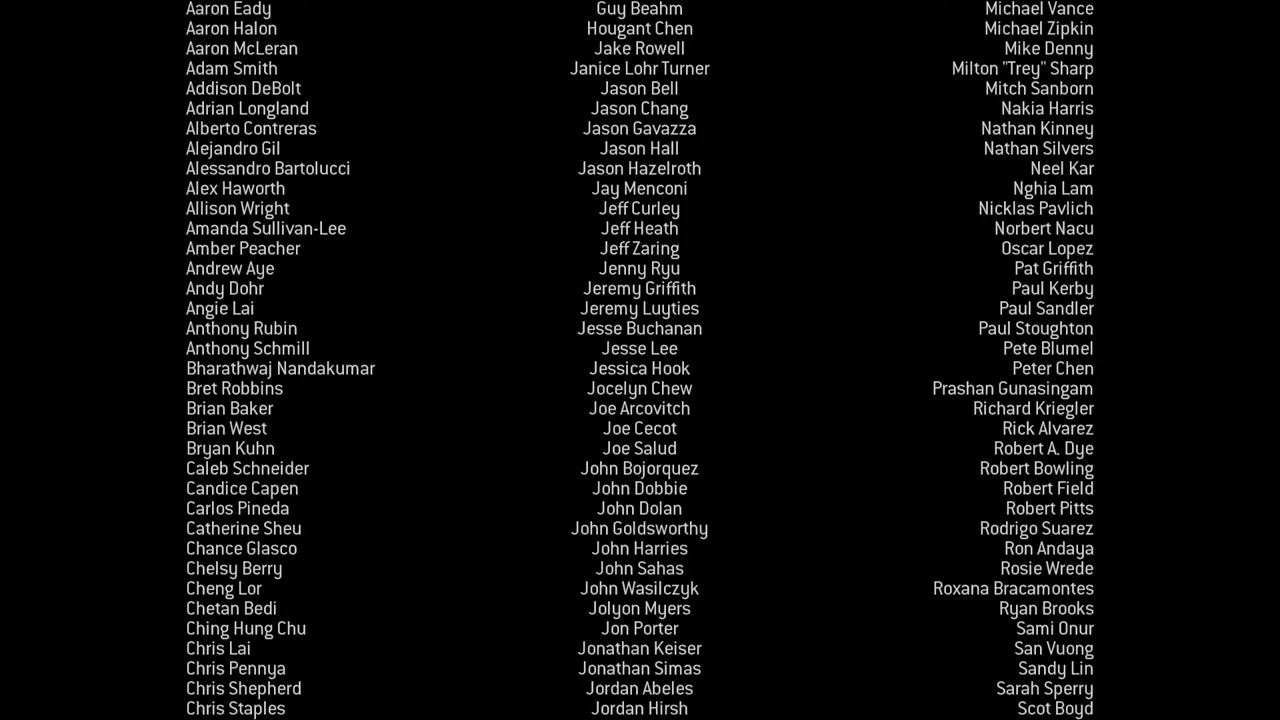 Aaron Eady
Aaron Halon
Aaron McLeran
Adam Smith
Addison DeBolt
Adrian Longland
Alberto Contreras
Alejandro Gil
Alessandro Bartolucci
Alex Haworth
Allison Wright
Amanda Sullivan-Lee
Amber Peacher
Andrew Aye
Andy Dohr
Angie Lai
Anthony Rubin
Anthony Schmill
Bharathwaj Nandakumar
Bret Robbins
Brian Baker
Brian West
Bryan Kuhn
Caleb Schneider
Candice Capen
Carlos Pineda
Catherine Sheu
Chance Glasco
Chelsy Berry
Cheng Lor
Chetan Bedi
Ching Hung Chu
Chris Lai
Chris Pennya
Chris Shepherd
Chris Staples
Guy Beahm
Hougant Chen
Jake Rowell
Janice Lohr Turner
Jason Bell
Jason Chang
Jason Gavazza
Jason Hall
Jason Hazelroth
Jay Menconi
Jeff Curley
Jeff Heath
Jeff Zaring
Jenny Ryu
Jeremy Griffith
Jeremy Luyties
Jesse Buchanan
Jesse Lee
Jessica Hook
Jocelyn Chew
Joe Arcovitch
Joe Cecot
Joe Salud
John Bojorquez
John Dobbie
John Dolan
John Goldsworthy
John Harries
John Sahas
John Wasilczyk
Jolyon Myers
Jon Porter
Jonathan Keiser
Jonathan Simas
Jordan Abeles
Jordan Hirsh
Michael Vance
Michael Zipkin
Mike Denny
Milton "Trey" Sharp
Mitch Sanborn
Nakia Harris
Nathan Kinney
Nathan Silvers
Neel Kar
Nghia Lam
Nicklas Pavlich
Norbert Nacu
Oscar Lopez
Pat Griffith
Paul Kerby
Paul Sandler
Paul Stoughton
Pete Blumel
Peter Chen
Prashan Gunasingam
Richard Kriegler
Rick Alvarez
Robert A. Dye
Robert Bowling
Robert Field
Robert Pitts
Rodrigo Suarez
Ron Andaya
Rosie Wrede
Roxana Bracamontes
Ryan Brooks
Sami Onur
San Vuong
Sandy Lin
Sarah Sperry
Scot Boyd